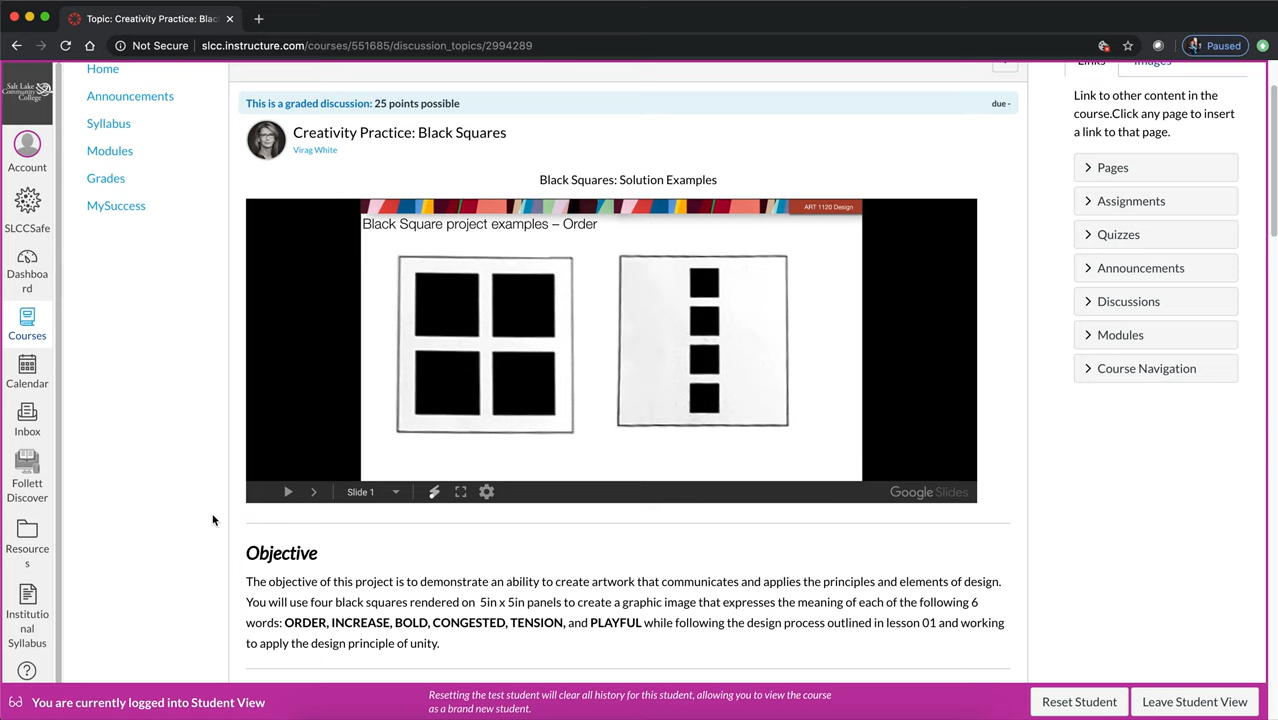 Topic: Creativity Practice: Blac
Not Secure
slcc.instructure.com/courses/551685/discussion_topics/2994289
Paused
Salt Lake
Community
College
Account
SLCCSafe
Dashboa
rd
Courses
Calendar
Inbox
Follett
Discover
Resource
s
Institutio
nal
Syllabus
Home
Announcements
Syllabus
Modules
Grades
MySuccess
This is a graded discussion: 25 points possible
due -
Creativity Practice: Black Squares
Virag White
Black Squares: Solution Examples
ART 1120 Design
Black Square project examples – Order
Slide 1
Google Slides
Objective
The objective of this project is to demonstrate an ability to create artwork that communicates and applies the principles and elements of design.
You will use four black squares rendered on 5in x 5in panels to create a graphic image that expresses the meaning of each of the following 6
words: ORDER, INCREASE, BOLD, CONGESTED, TENSION, and PLAYFUL while following the design process outlined in lesson 01 and working
to apply the design principle of unity.
Links
Images
Link to other content in the
course.Click any page to insert
a link to that page.
Pages
Assignments
Quizzes
Announcements
Discussions
Modules
Course Navigation
You are currently logged into Student View
Resetting the test student will clear all history for this student, allowing you to view the course
as a brand new student.
Reset Student
Leave Student View